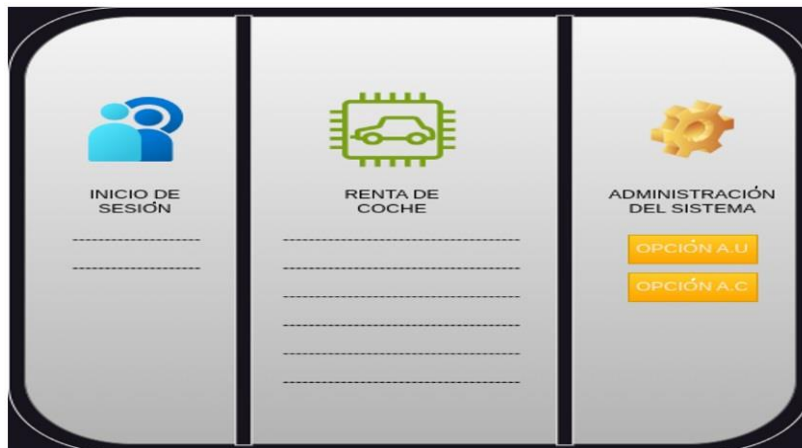 INICIO DE
SESIÓN
RENTA DE
COCHE
ADMINISTRACIÓN
DEL SISTEMA
OPCIÓN A.U
OPCIÓN A.C